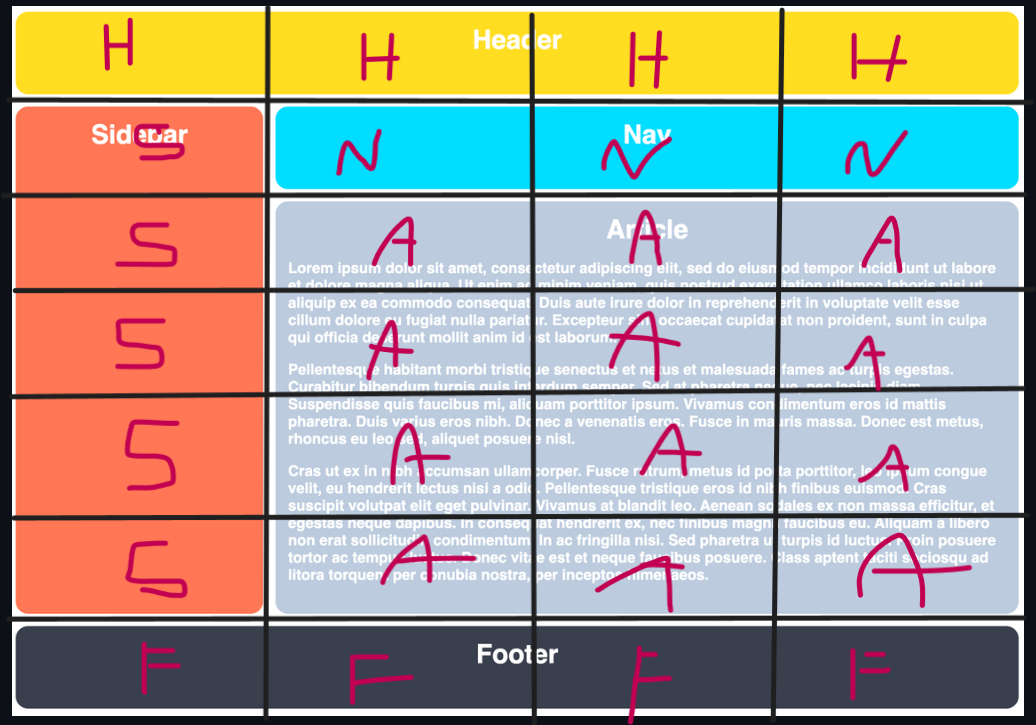 Header
H H H H
Sidebar
S
Nav
N N N
Article
S A A A
Lorem ipsum dolor sit amet, consectetur adipiscing elit, sed do eiusmod tempor incididunt ut labore
et dolore magna aliqua. Ut enim ad minim veniam, quis nostrud exercitation ullamco laboris nisi ut
aliquip ex ea commodo consequat. Duis aute irure dolor in reprehenderit in voluptate velit esse
cillum dolore eu fugiat nulla pariatur. Excepteur sint occaecat cupidatat non proident, sunt in culpa
qui officia deserunt mollit anim id est laborum.
S A A A
Pellentesque habitant morbi tristique senectus et netus et malesuada fames ac turpis egestas.
Curabitur bibendum turpis quis interdum semper. Sed at pharetra neque, nec lacinia diam.
Suspendisse quis faucibus mi, aliquam porttitor ipsum. Vivamus condimentum eros id mattis
pharetra. Duis varius eros nibh. Donec a venenatis eros. Fusce in mauris massa. Donec est metus,
rhoncus eu leo sed, aliquet posuere nisi.
S A A A
Cras ut ex in nibh accumsan ullamcorper. Fusce rutrum metus id porta porttitor, leo ipsum congue
velit, eu hendrerit lectus nisi a odio. Pellentesque tristique eros id nibh finibus euismod. Cras
suscipit volutpat elit eget pulvinar. Vivamus at blandit leo. Aenean sodales ex non massa efficitur, et
egestas neque dapibus. In consequat hendrerit ex, nec finibus magna faucibus eu. Aliquam a libero
non erat sollicitudin condimentum. In ac fringilla nisi. Sed pharetra ut turpis id luctus. Proin posuere
tortor ac tempus luctus. Donec vitae est et neque faucibus posuere. Class aptent taciti sociosqu ad
litora torquent per conubia nostra, per inceptos himenaeos.
S A A A
Footer
F F F F